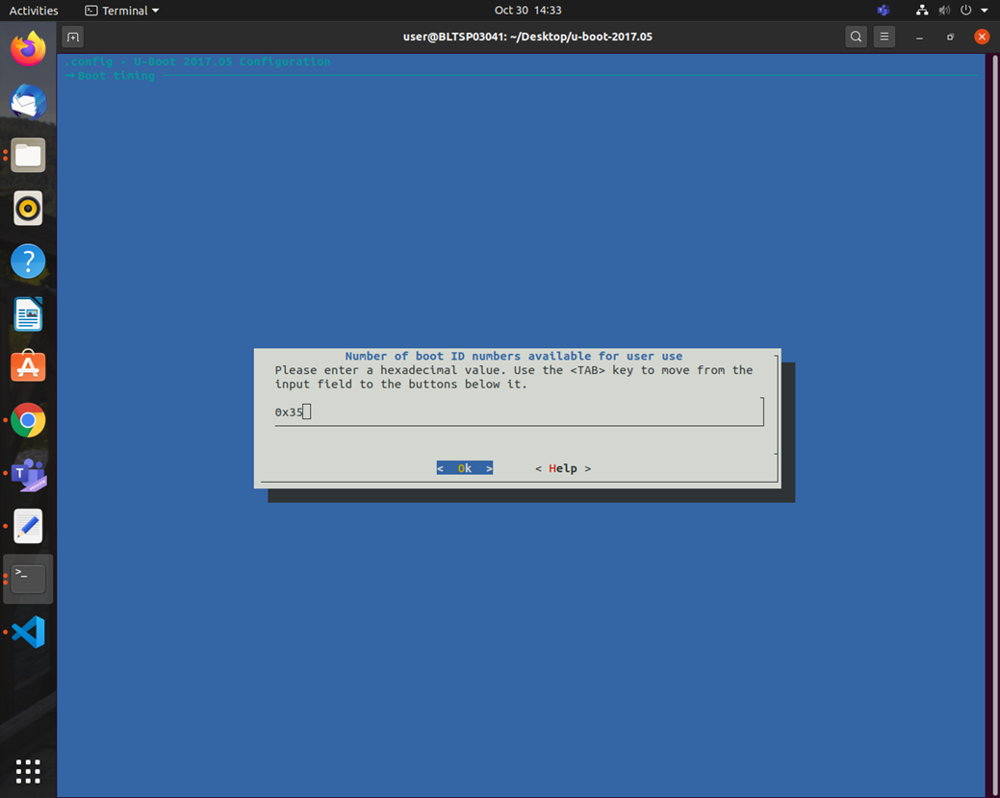 Activities
Terminal
Oct 30 14:33
user@BLTSP03041: ~/Desktop/u-boot-2017.05
.config - U-Boot 2017.05 Configuration
→ Boot timing
Number of boot ID numbers available for user use
Please enter a hexadecimal value. Use the <TAB> key to move from the
input field to the buttons below it.
0x35
< Ok >
< Help >